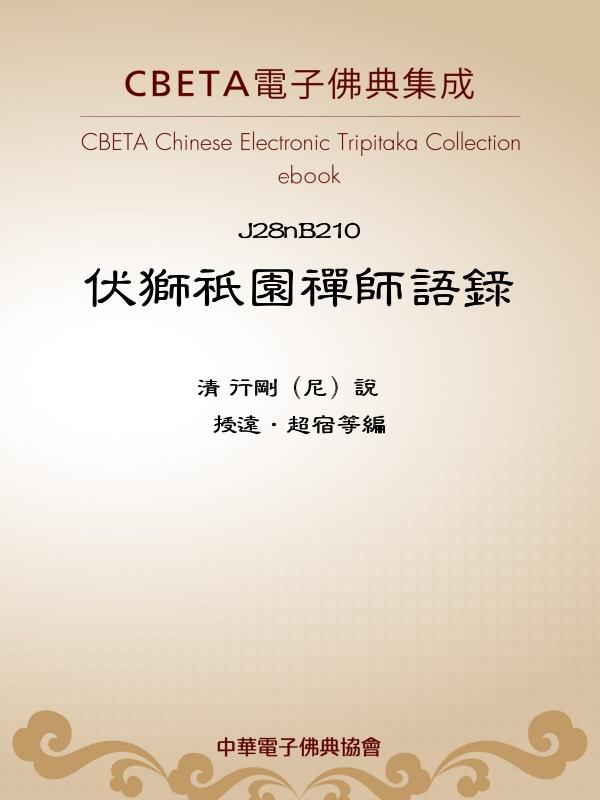 CBETA電子佛典集成
CBETA Chinese Electronic Tripitaka Collection
ebook
J28nB210
伏獅祇園禪師語錄
清 行剛（尼）說
授遠．超宿等編
中華電子佛典協會